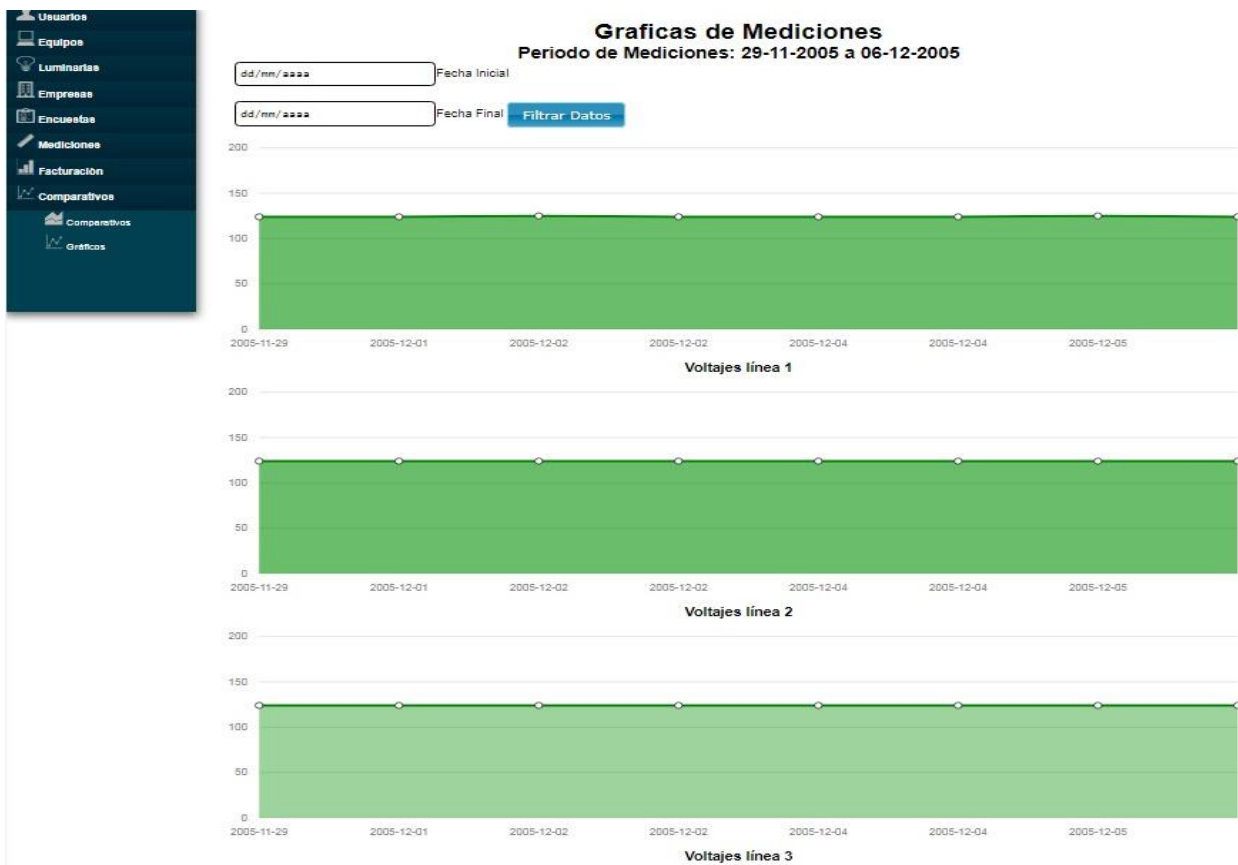 Usuarios
Equipos
Luminarias
Empresas
Encuestas
Mediciones
Facturación
Comparativos
Comparativos
Gráficos
Graficas de Mediciones
Periodo de Mediciones: 29-11-2005 a 06-12-2005
dd/mm/aaaa Fecha Inicial
dd/mm/aaaa Fecha Final Filtrar Datos
200
150
100
50
0
2005-11-29 2005-12-01 2005-12-02 2005-12-02 2005-12-04 2005-12-04 2005-12-05
Voltajes línea 1
200
150
100
50
0
2005-11-29 2005-12-01 2005-12-02 2005-12-02 2005-12-04 2005-12-04 2005-12-05
Voltajes línea 2
200
150
100
50
0
2005-11-29 2005-12-01 2005-12-02 2005-12-02 2005-12-04 2005-12-04 2005-12-05
Voltajes línea 3